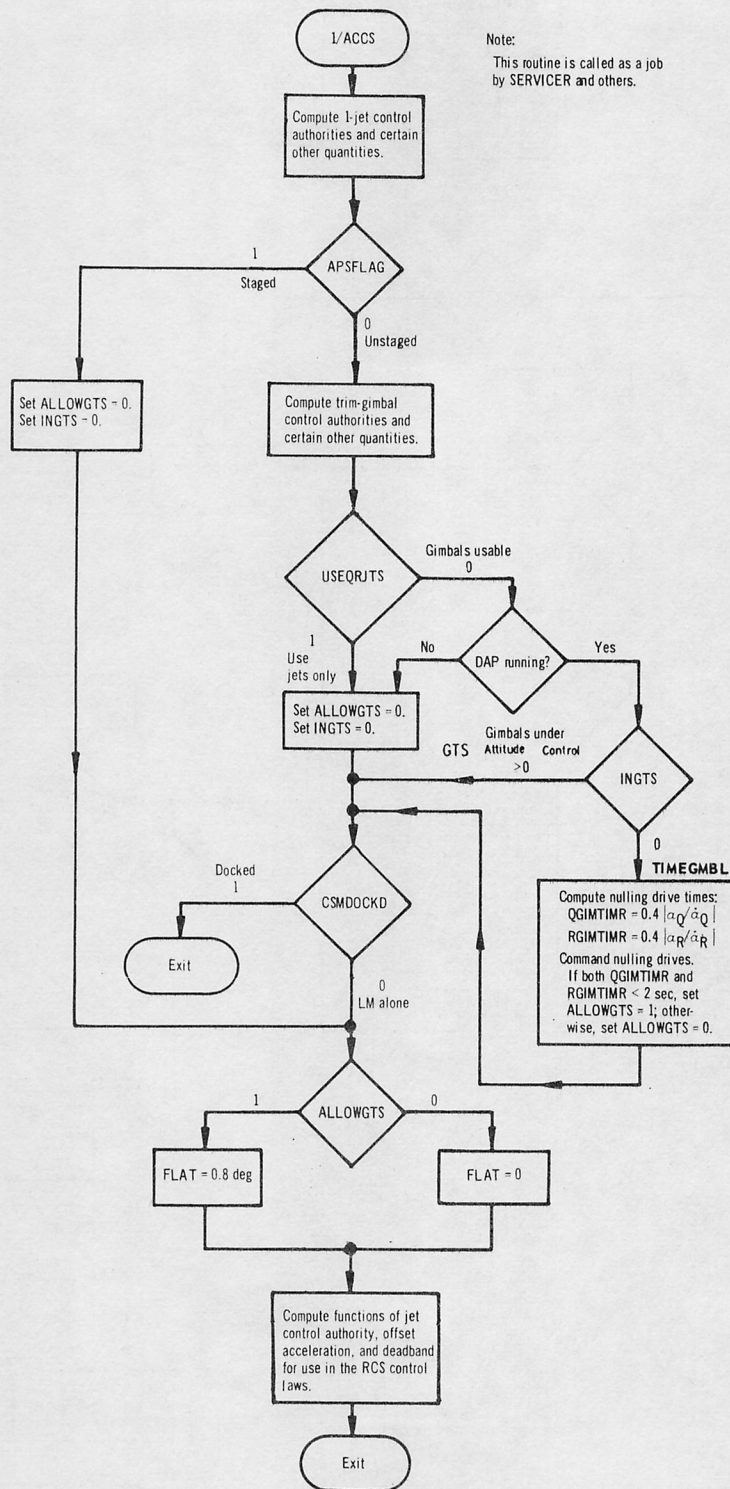 1/ACCS
Note:
This routine is called as a job
by SERVICER and others.
Compute 1-jet control
authorities and certain
other quantities.
1
APSFLAG
Staged
0
Unstaged
Set ALLOWGTS = 0.
Set INGTS = 0.
Compute trim-gimbal
control authorities and
certain other quantities.
Gimbals usable
0
USEQRJTS
1
Use
jets only
No
DAP running?
Yes
Set ALLOWGTS = 0.
Set INGTS = 0.
Gimbals under
GTS Attitude Control
>0
INGTS
0
TIMEGMBL
Compute nulling drive times:
QGIMTIMR = 0.4 |α_Q/α̇_Q|
RGIMTIMR = 0.4 |α_R/α̇_R|
Command nulling drives.
If both QGIMTIMR and
RGIMTIMR < 2 sec, set
ALLOWGTS = 1; other-
wise, set ALLOWGTS = 0.
Docked
1
CSMDOCKD
Exit
0
LM alone
1
ALLOWGTS
0
FLAT = 0.8 deg
FLAT = 0
Compute functions of jet
control authority, offset
acceleration, and deadband
for use in the RCS control
laws.
Exit